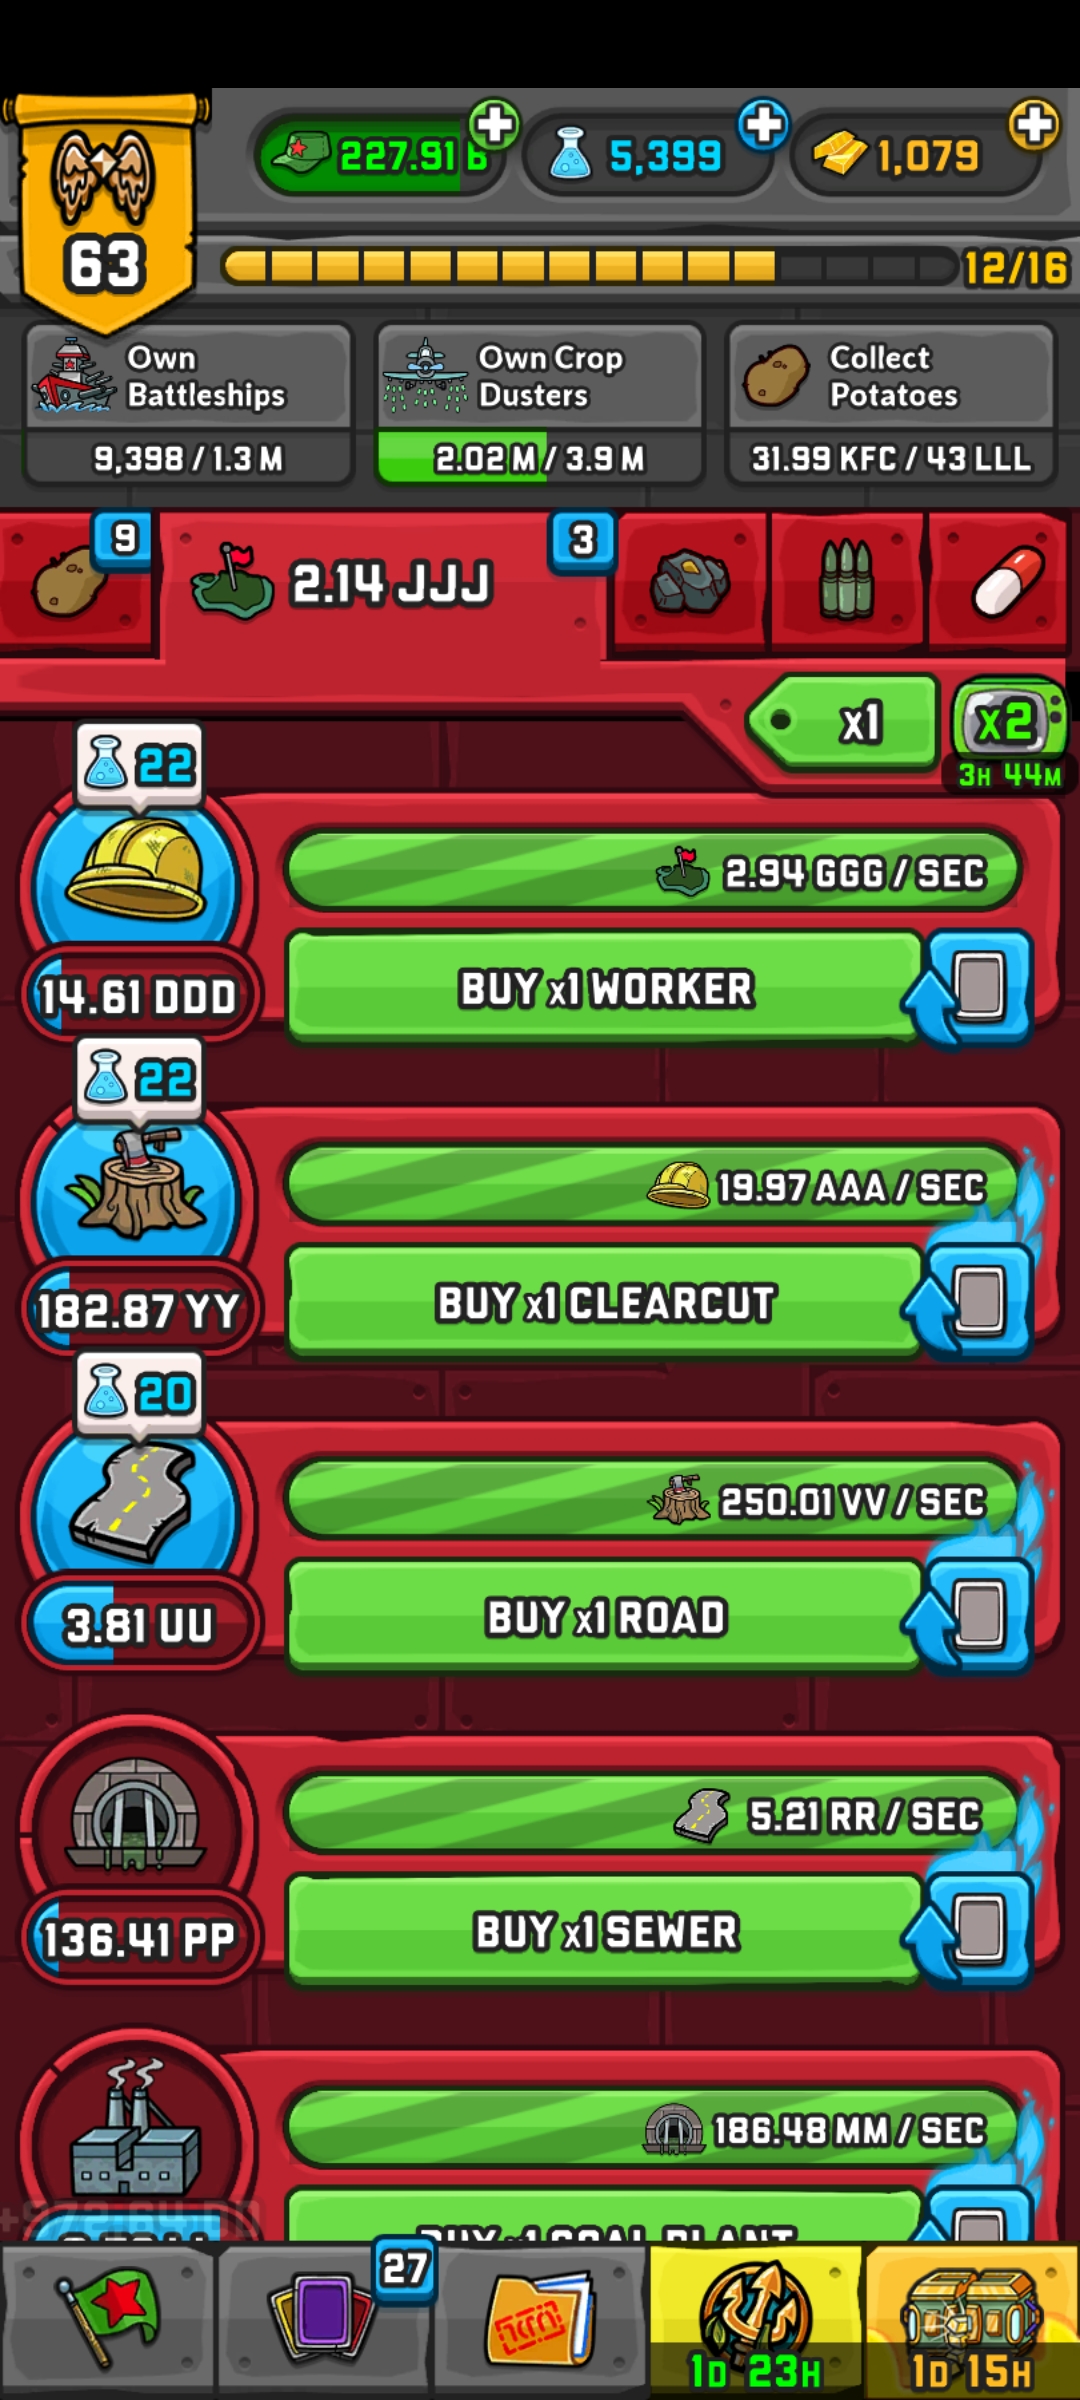 63
227.91 B
5,399
1,079
12/16
Own
Battleships
9,398 / 1.3 M
Own Crop
Dusters
2.02 M / 3.9 M
Collect
Potatoes
31.99 KFC / 43 LLL
9
2.14 JJJ
3
x1
x2
3H 44M
22
2.94 GGG / SEC
BUY x1 WORKER
14.61 DDD
22
19.97 AAA / SEC
BUY x1 CLEARCUT
182.87 YY
20
250.01 VV / SEC
BUY x1 ROAD
3.81 UU
5.21 RR / SEC
BUY x1 SEWER
136.41 PP
186.48 MM / SEC
BUY x1 COAL PLANT
27
1D 23H
1D 15H